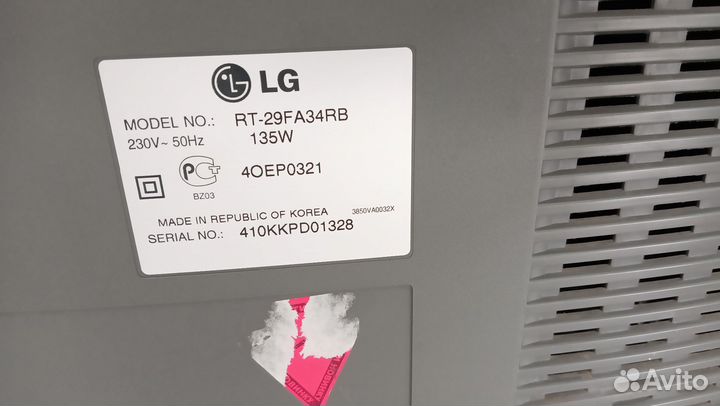 LG
MODEL NO.: RT-29FA34RB
230V~ 50Hz 135W
PC 4OEP0321
BZ03
MADE IN REPUBLIC OF KOREA 3850VA0032X
SERIAL NO.: 410KKPD01328
Avito